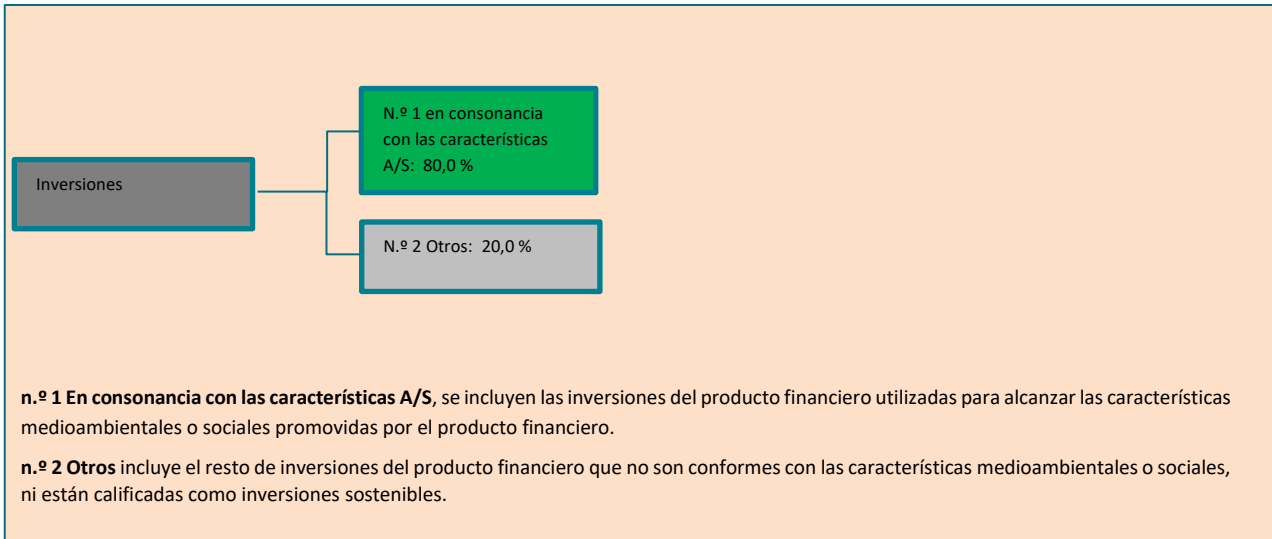 N.º 1 en consonancia
con las características
A/S:  80,0 %
Inversiones
N.º 2 Otros:  20,0 %
n.º 1 En consonancia con las características A/S, se incluyen las inversiones del producto financiero utilizadas para alcanzar las características
medioambientales o sociales promovidas por el producto financiero.
n.º 2 Otros incluye el resto de inversiones del producto financiero que no son conformes con las características medioambientales o sociales,
ni están calificadas como inversiones sostenibles.